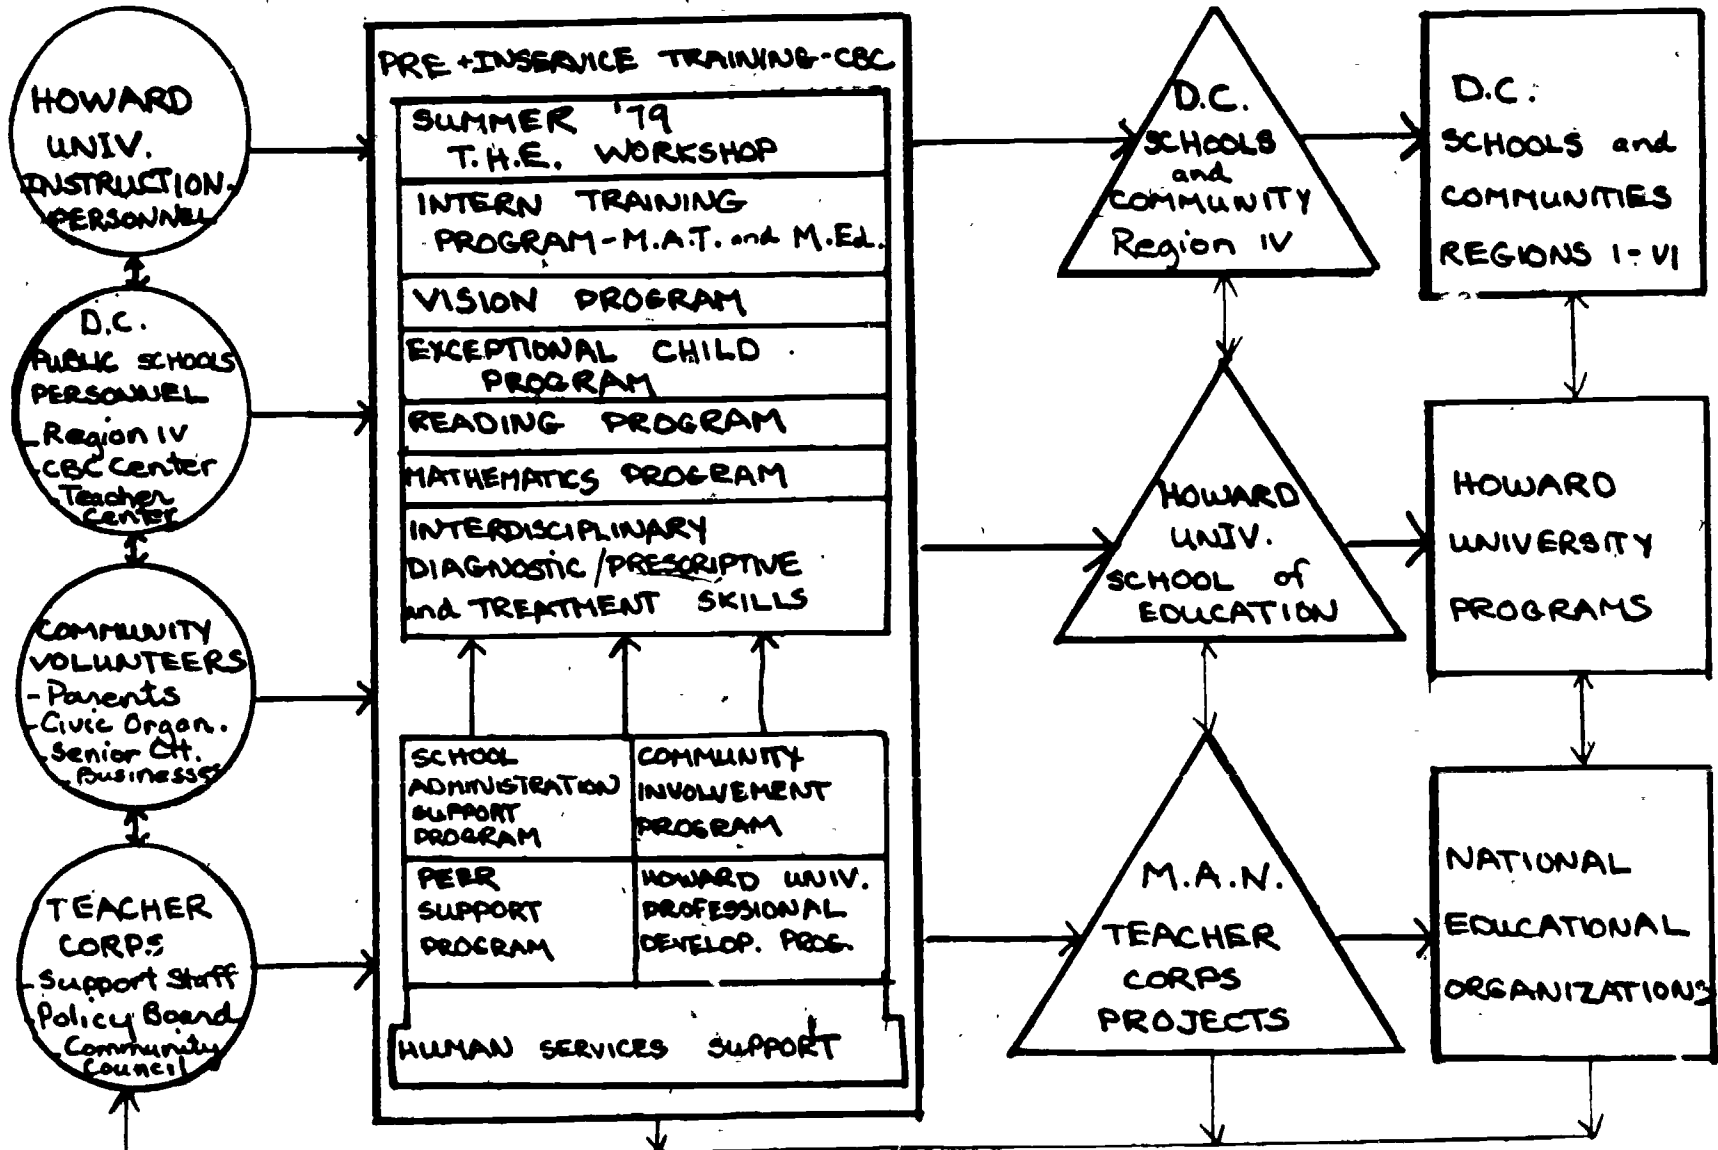 HOWARD
UNIV.
INSTRUCTION.
PERSONNEL
D.C.
PUBLIC SCHOOLS
PERSONNEL
- Region IV
- CBC Center
Teacher
Center
COMMUNITY
VOLUNTEERS
- Parents
- Civic Organ.
- Senior Cit.
- Businesses
TEACHER
CORPS
- Support Staff
- Policy Board
- Community
Council
PRE + INSERVICE TRAINING-CBC
SUMMER '79
T.H.E. WORKSHOP
INTERN TRAINING
PROGRAM - M.A.T. and M.Ed.
VISION PROGRAM
EXCEPTIONAL CHILD
PROGRAM
READING PROGRAM
MATHEMATICS PROGRAM
INTERDISCIPLINARY
DIAGNOSTIC / PRESCRIPTIVE
and TREATMENT SKILLS
SCHOOL
ADMINISTRATION
SUPPORT
PROGRAM
COMMUNITY
INVOLVEMENT
PROGRAM
PEER
SUPPORT
PROGRAM
HOWARD UNIV.
PROFESSIONAL
DEVELOP. PROG.
HUMAN SERVICES SUPPORT
D.C.
SCHOOLS
and
COMMUNITY
Region IV
HOWARD
UNIV.
SCHOOL of
EDUCATION
M.A.N.
TEACHER
CORPS
PROJECTS
D.C.
SCHOOLS and
COMMUNITIES
REGIONS I - VI
HOWARD
UNIVERSITY
PROGRAMS
NATIONAL
EDUCATIONAL
ORGANIZATIONS